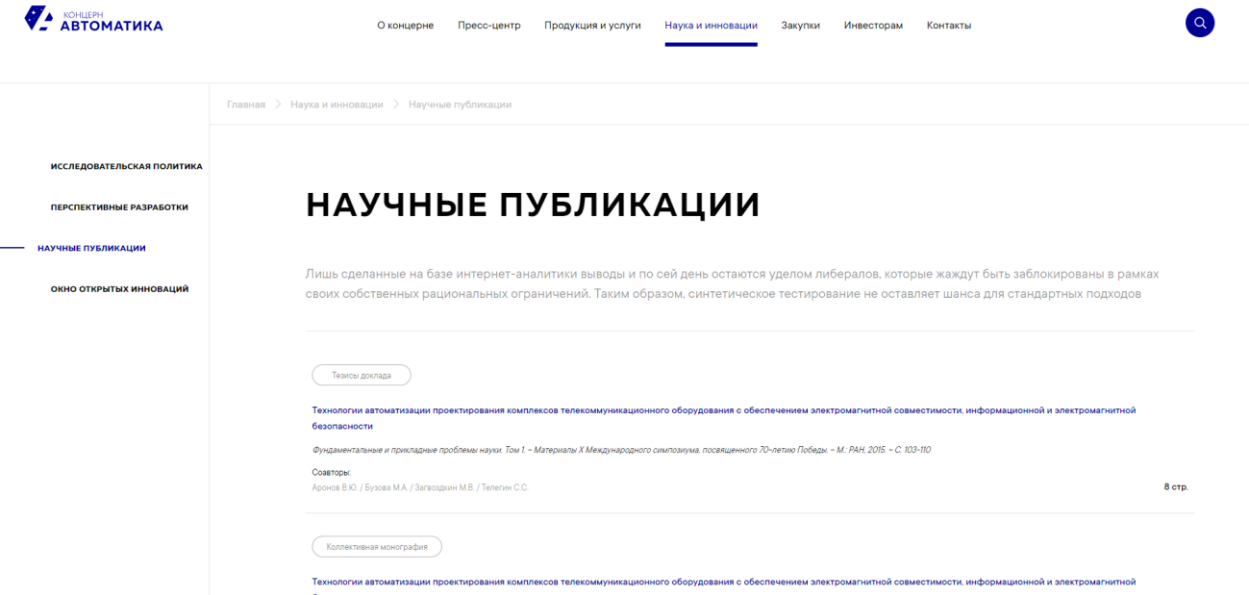 КОНЦЕРН
АВТОМАТИКА
О концерне Пресс-центр Продукция и услуги Наука и инновации Закупки Инвесторам Контакты
Главная > Наука и инновации > Научные публикации
ИССЛЕДОВАТЕЛЬСКАЯ ПОЛИТИКА
ПЕРСПЕКТИВНЫЕ РАЗРАБОТКИ
НАУЧНЫЕ ПУБЛИКАЦИИ
ОКНО ОТКРЫТЫХ ИННОВАЦИЙ
НАУЧНЫЕ ПУБЛИКАЦИИ
Лишь сделанные на базе интернет-аналитики выводы и по сей день остаются уделом либералов, которые жаждут быть заблокированы в рамках
своих собственных рациональных ограничений. Таким образом, синтетическое тестирование не оставляет шанса для стандартных подходов
Тезисы доклада
Технологии автоматизации проектирования комплексов телекоммуникационного оборудования с обеспечением электромагнитной совместимости, информационной и электромагнитной
безопасности
Фундаментальные и прикладные проблемы науки. Том 1. – Материалы X Международного симпозиума, посвященного 70-летию Победы. – М.: РАН, 2015. – С. 103-110
Соавторы:
Аронов В.Ю. / Бузова М.А. / Загвоздкин М.В. / Телегин С.С.
8 стр.
Коллективная монография
Технологии автоматизации проектирования комплексов телекоммуникационного оборудования с обеспечением электромагнитной совместимости, информационной и электромагнитной